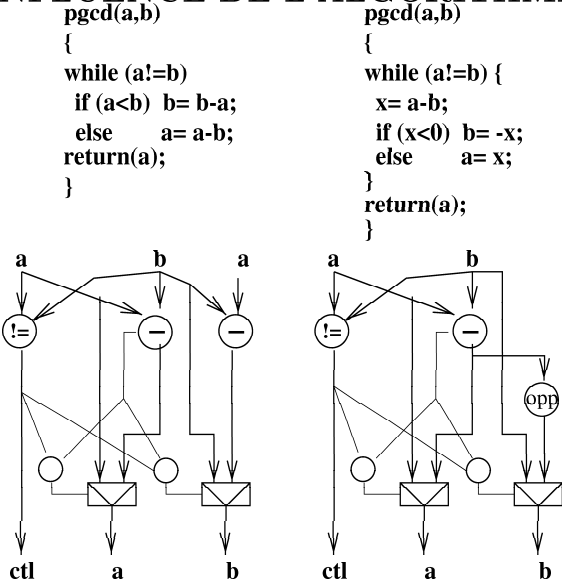 pgcd(a,b)
{
while (a!=b)
if (a<b) b= b-a;
else a= a-b;
return(a);
}
pgcd(a,b)
{
while (a!=b) {
x= a-b;
if (x<0) b= -x;
else a= x;
}
return(a);
}
a b a
!= − −
ctl a b
a b
!= −
opp
ctl a b